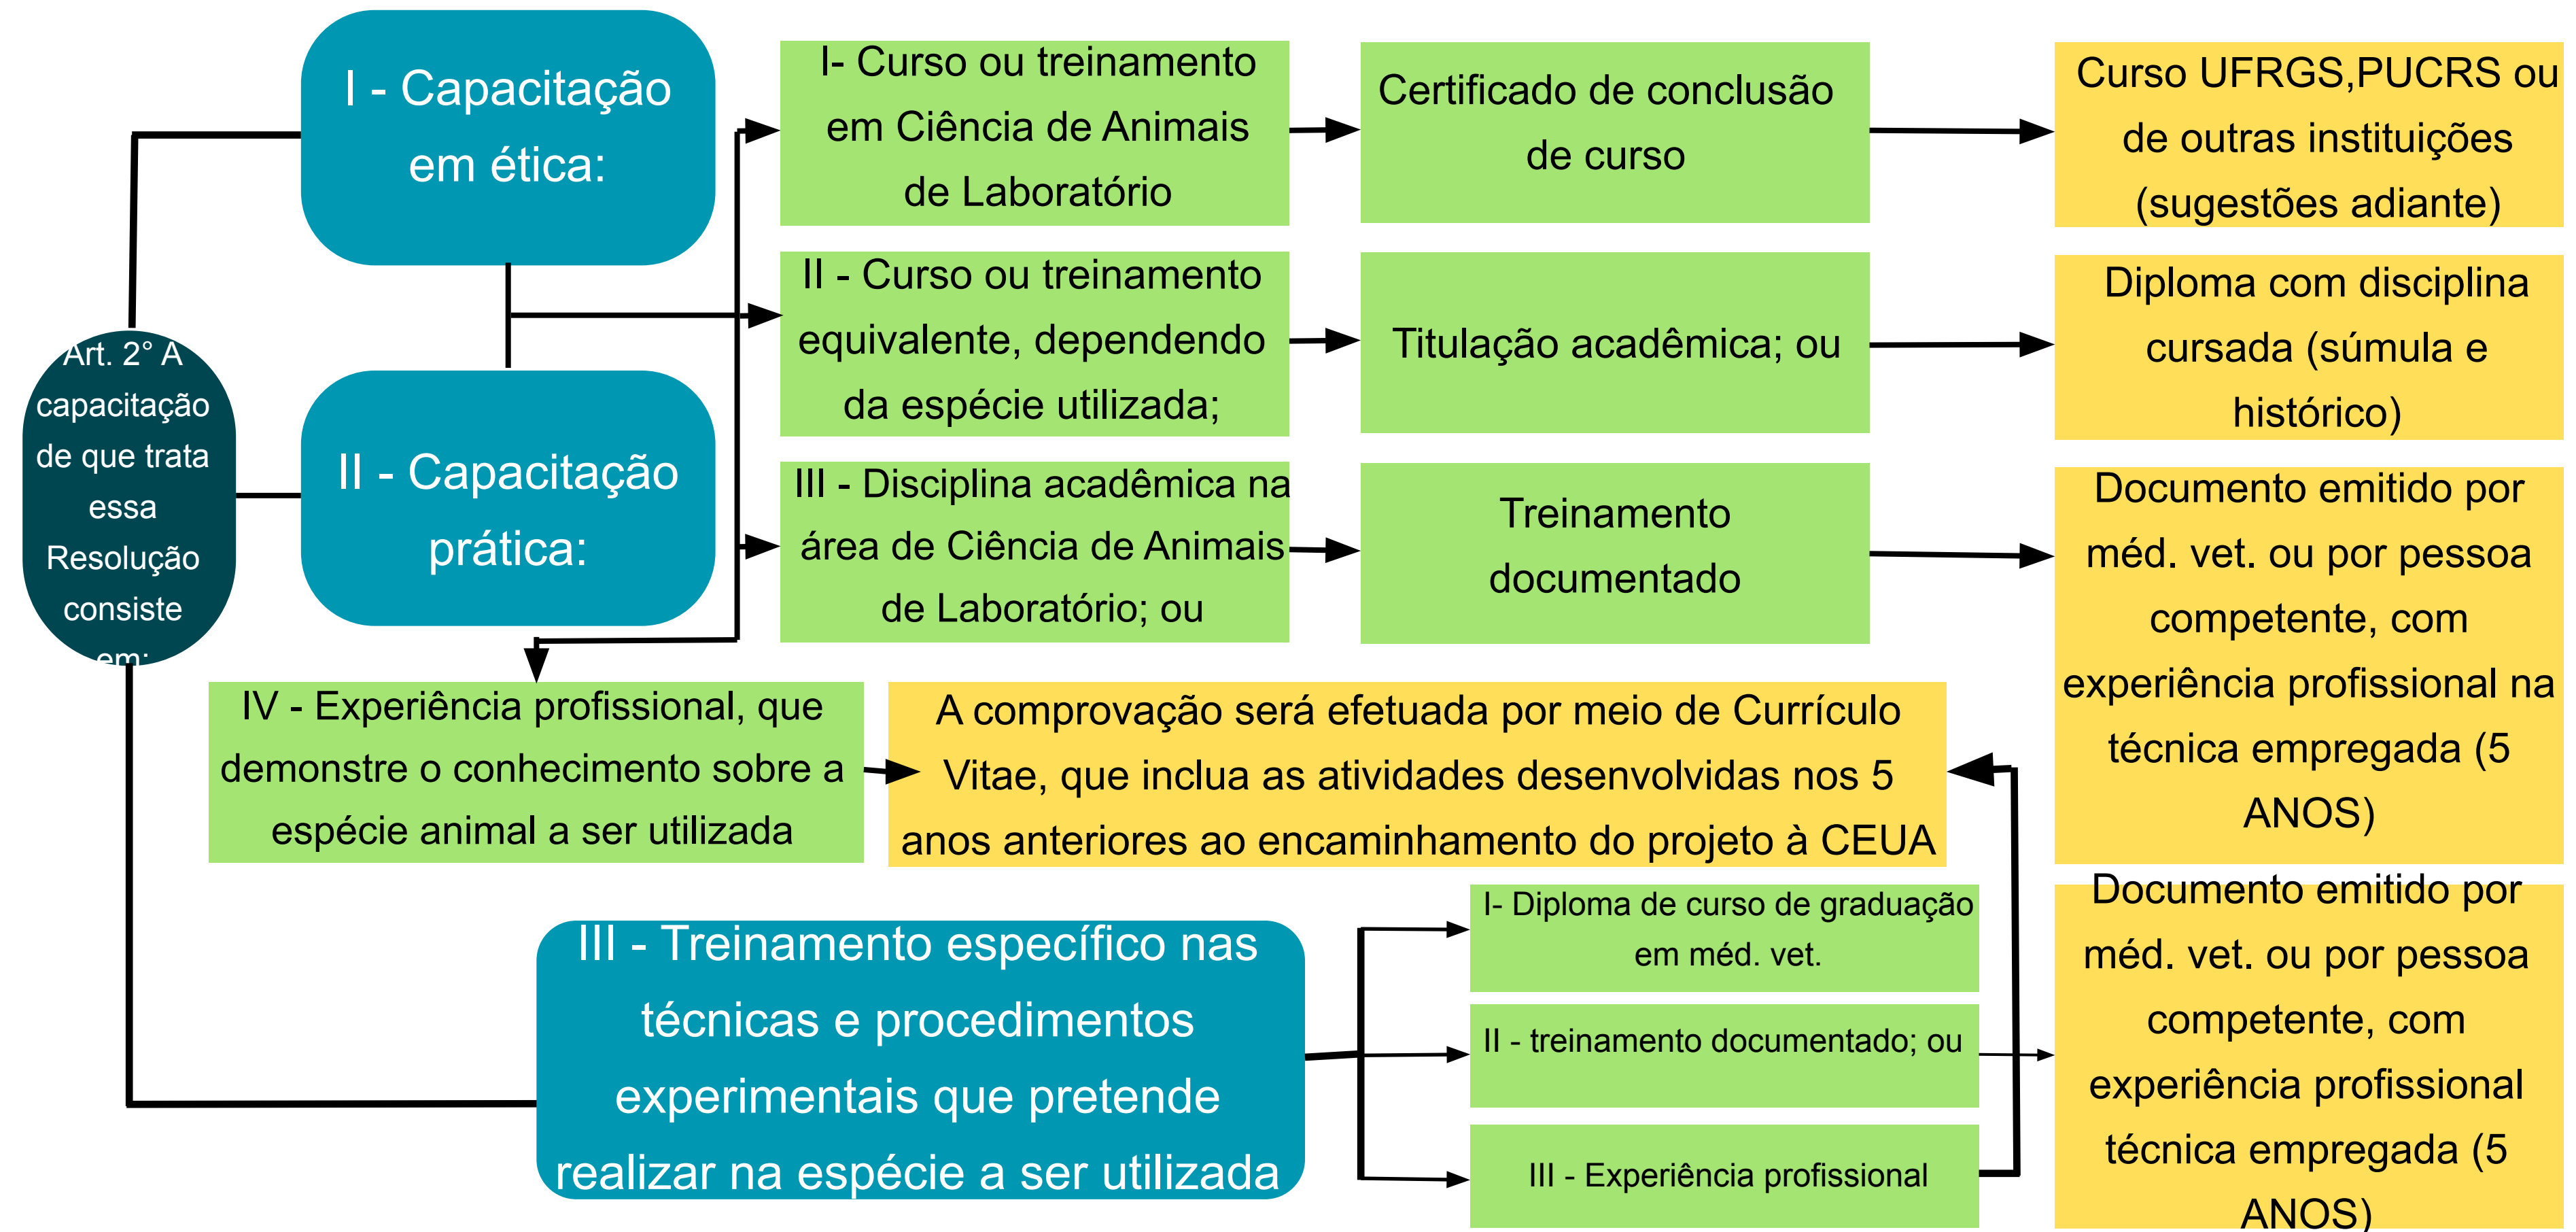 I - Capacitação
em ética:
I- Curso ou treinamento
em Ciência de Animais
de Laboratório
Certificado de conclusão
de curso
Curso UFRGS,PUCRS ou
de outras instituições
(sugestões adiante)
II - Curso ou treinamento
equivalente, dependendo
da espécie utilizada;
Titulação acadêmica; ou
Diploma com disciplina
cursada (súmula e
histórico)
Art. 2° A
capacitação
de que trata
essa
Resolução
consiste
em:
II - Capacitação
prática:
III - Disciplina acadêmica na
área de Ciência de Animais
de Laboratório; ou
Treinamento
documentado
Documento emitido por
méd. vet. ou por pessoa
competente, com
experiência profissional na
técnica empregada (5
ANOS)
IV - Experiência profissional, que
demonstre o conhecimento sobre a
espécie animal a ser utilizada
A comprovação será efetuada por meio de Currículo
Vitae, que inclua as atividades desenvolvidas nos 5
anos anteriores ao encaminhamento do projeto à CEUA
III - Treinamento específico nas
técnicas e procedimentos
experimentais que pretende
realizar na espécie a ser utilizada
I- Diploma de curso de graduação
em méd. vet.
II - treinamento documentado; ou
III - Experiência profissional
Documento emitido por
méd. vet. ou por pessoa
competente, com
experiência profissional
técnica empregada (5
ANOS)